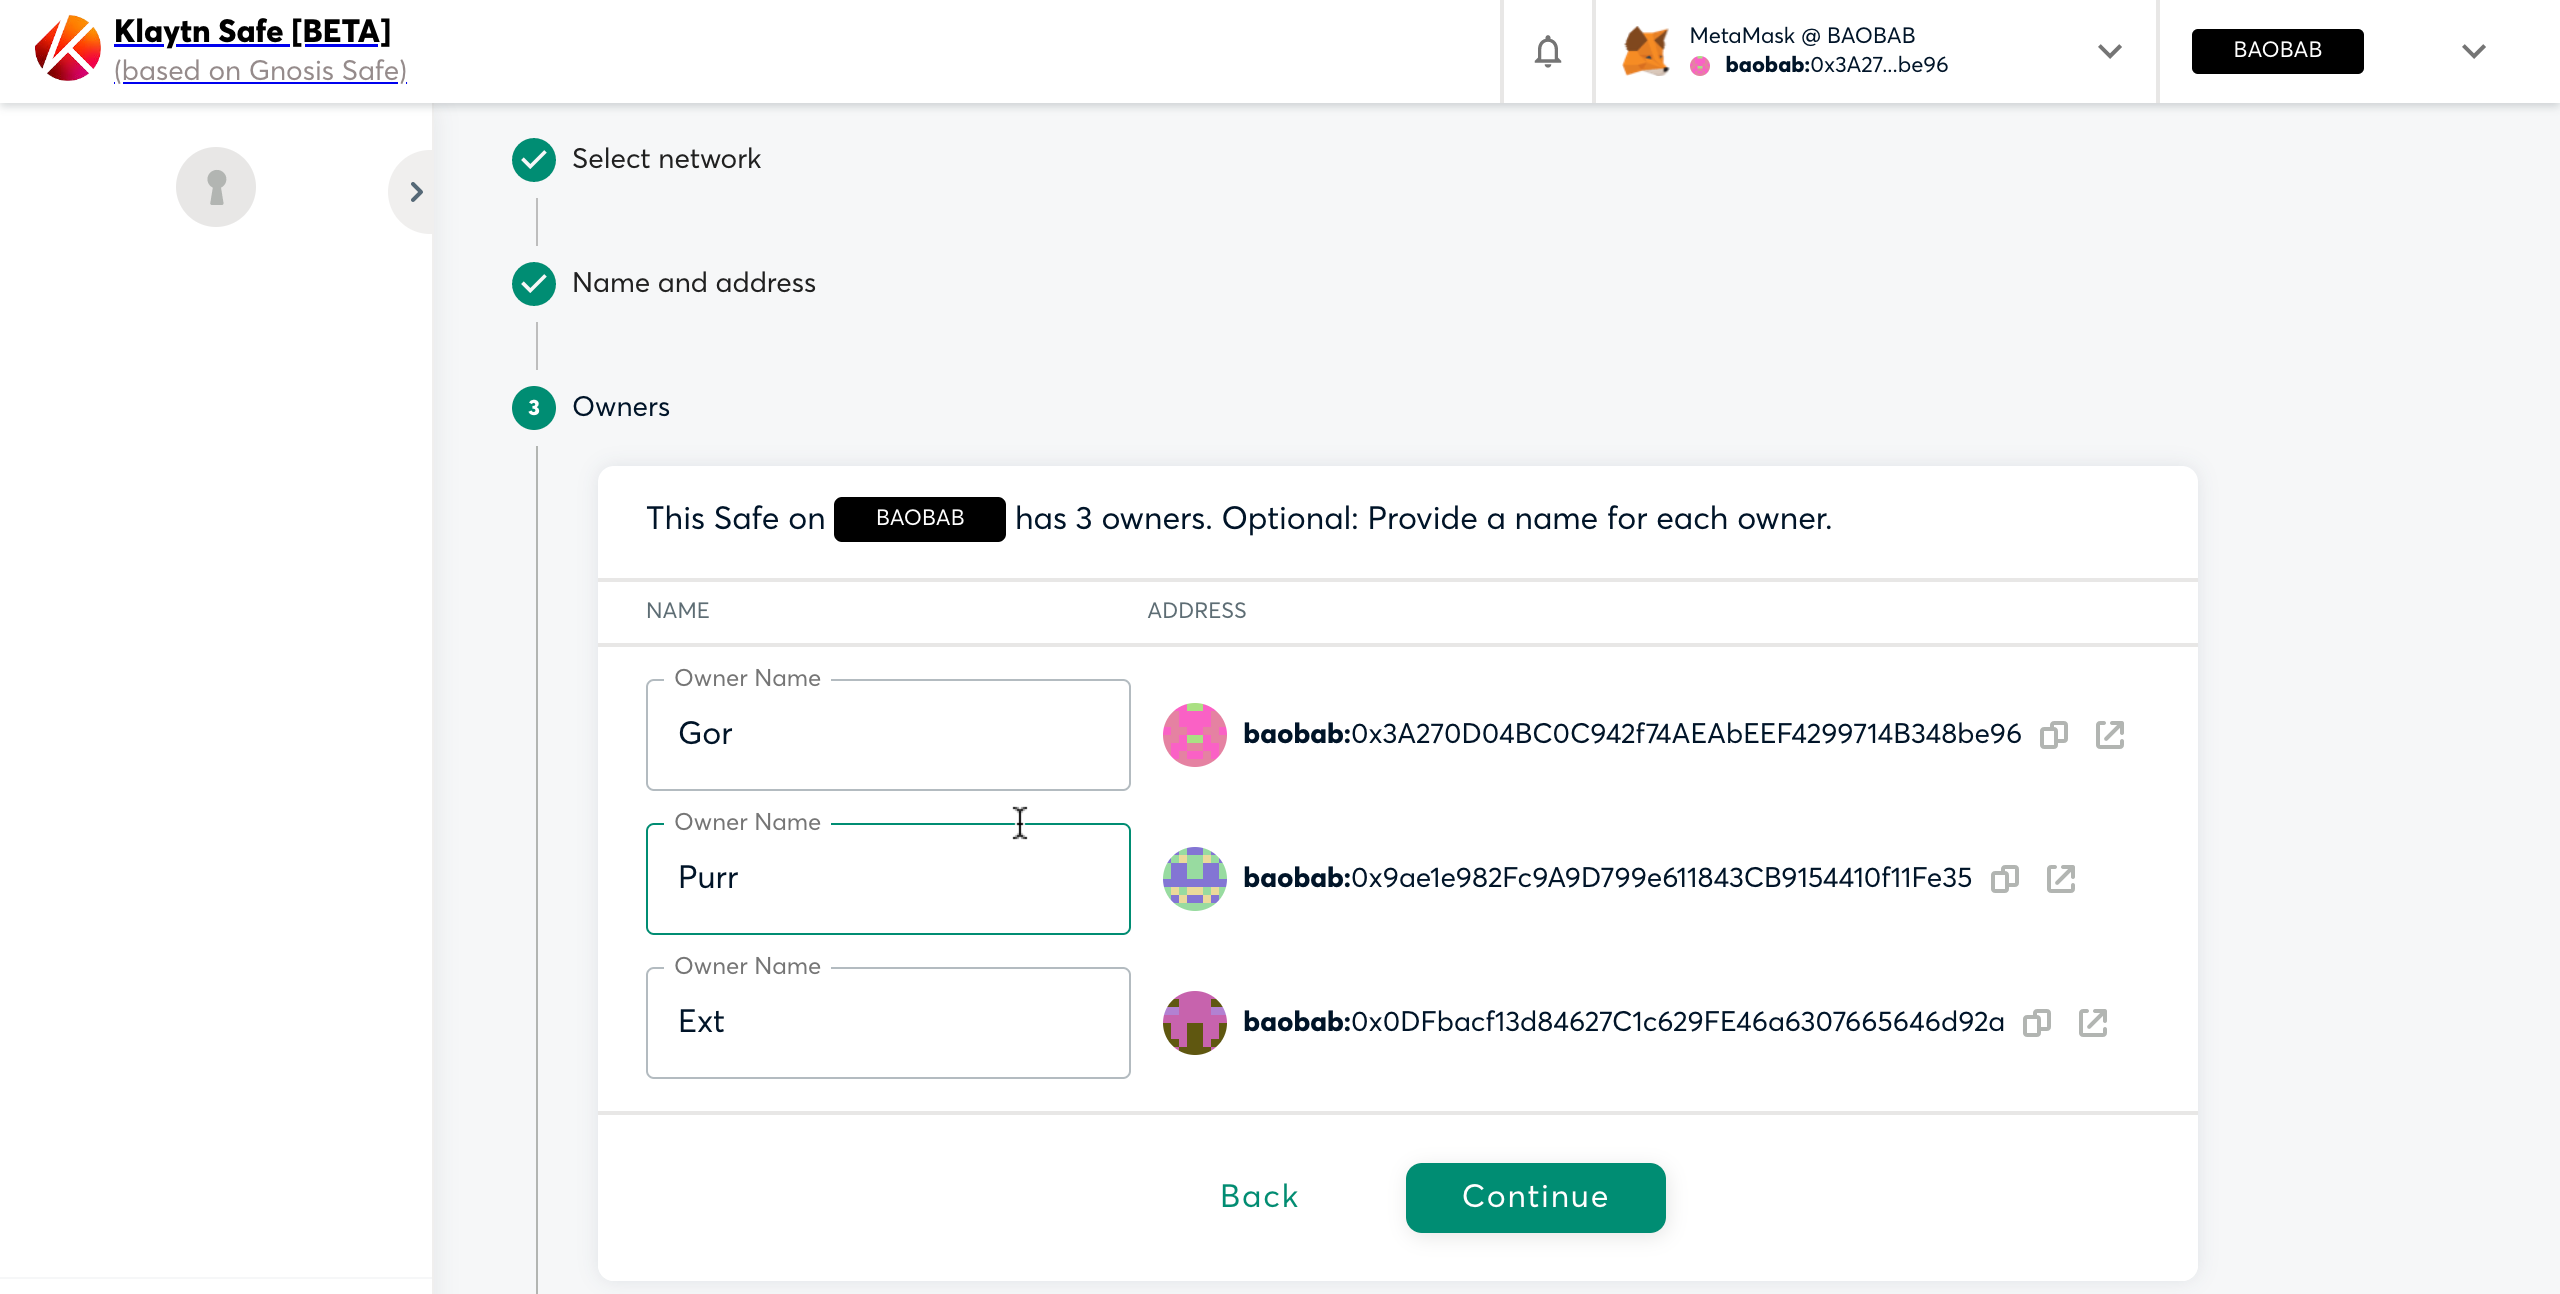 Klaytn Safe [BETA]
(based on Gnosis Safe)
MetaMask @ BAOBAB
baobab:0x3A27...be96
BAOBAB
Select network
Name and address
3 Owners
This Safe on BAOBAB has 3 owners. Optional: Provide a name for each owner.
NAME ADDRESS
Owner Name
Gor baobab:0x3A270D04BC0C942f74AEAbEEF4299714B348be96
Owner Name
Purr baobab:0x9ae1e982Fc9A9D799e611843CB9154410f11Fe35
Owner Name
Ext baobab:0x0DFbacf13d84627C1c629FE46a6307665646d92a
Back Continue